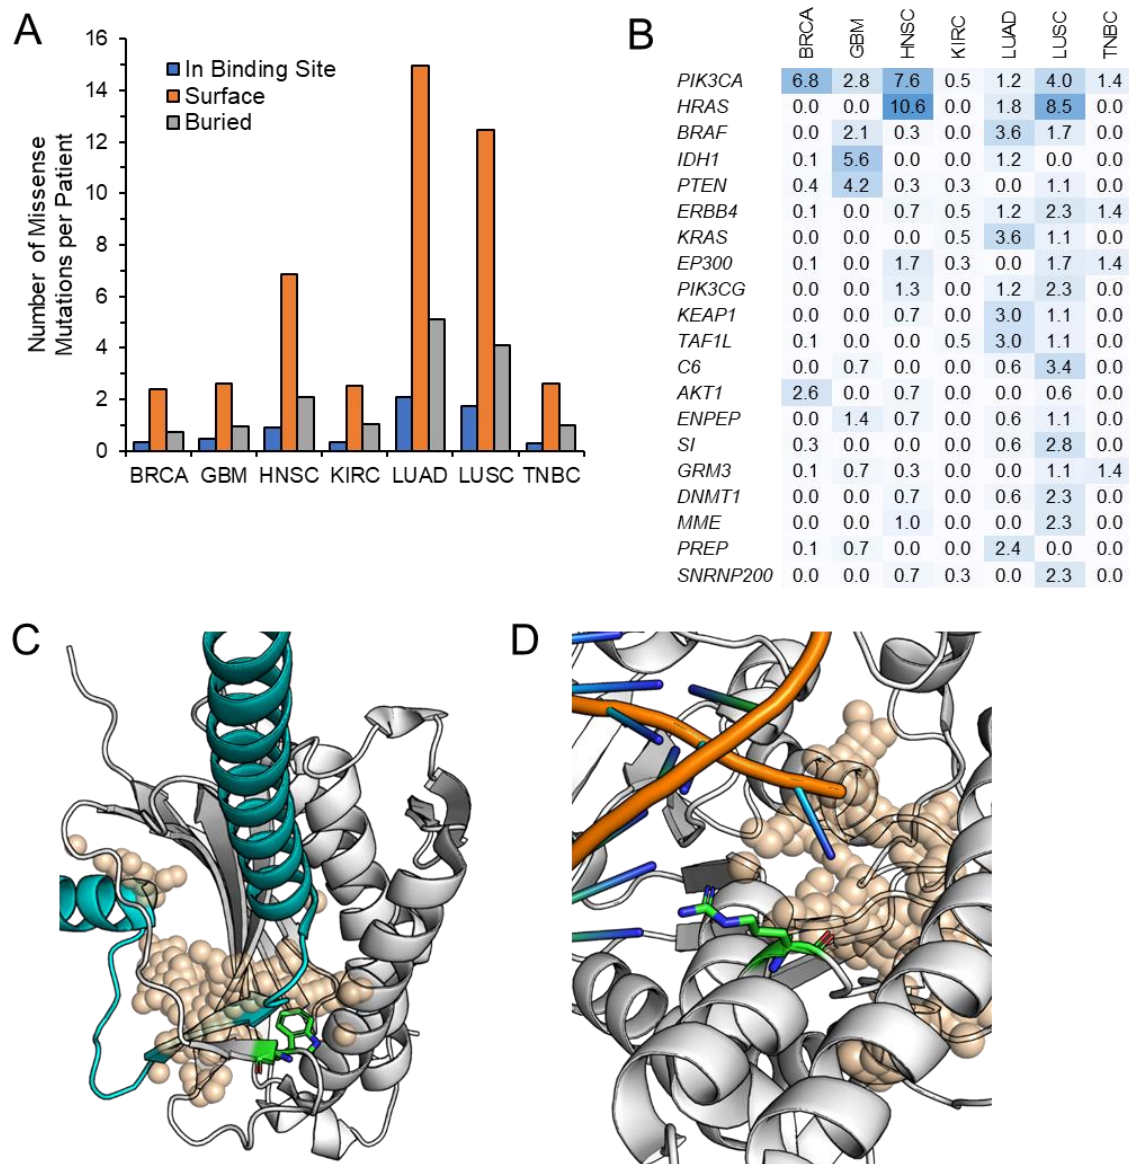 A
Number of Missense
Mutations per Patient
16
14
12
10
8
6
4
2
0
In Binding Site
Surface
Buried
BRCA GBM HNSC KIRC LUAD LUSC TNBC
B
BRCA GBM HNSC KIRC LUAD LUSC TNBC
PIK3CA 6.8 2.8 7.6 0.5 1.2 4.0 1.4
HRAS 0.0 0.0 10.6 0.0 1.8 8.5 0.0
BRAF 0.0 2.1 0.3 0.0 3.6 1.7 0.0
IDH1 0.1 5.6 0.0 0.0 1.2 0.0 0.0
PTEN 0.4 4.2 0.3 0.3 0.0 1.1 0.0
ERBB4 0.1 0.0 0.7 0.5 1.2 2.3 1.4
KRAS 0.0 0.0 0.0 0.5 3.6 1.1 0.0
EP300 0.1 0.0 1.7 0.3 0.0 1.7 1.4
PIK3CG 0.0 0.0 1.3 0.0 1.2 2.3 0.0
KEAP1 0.0 0.0 0.7 0.0 3.0 1.1 0.0
TAF1L 0.1 0.0 0.0 0.5 3.0 1.1 0.0
C6 0.0 0.7 0.0 0.0 0.6 3.4 0.0
AKT1 2.6 0.0 0.7 0.0 0.0 0.6 0.0
ENPEP 0.0 1.4 0.7 0.0 0.6 1.1 0.0
SI 0.3 0.0 0.0 0.0 0.6 2.8 0.0
GRM3 0.1 0.7 0.3 0.0 0.0 1.1 1.4
DNMT1 0.0 0.0 0.7 0.0 0.6 2.3 0.0
MME 0.0 0.0 1.0 0.0 0.0 2.3 0.0
PREP 0.1 0.7 0.0 0.0 2.4 0.0 0.0
SNRNP200 0.0 0.0 0.7 0.3 0.0 2.3 0.0
C
D